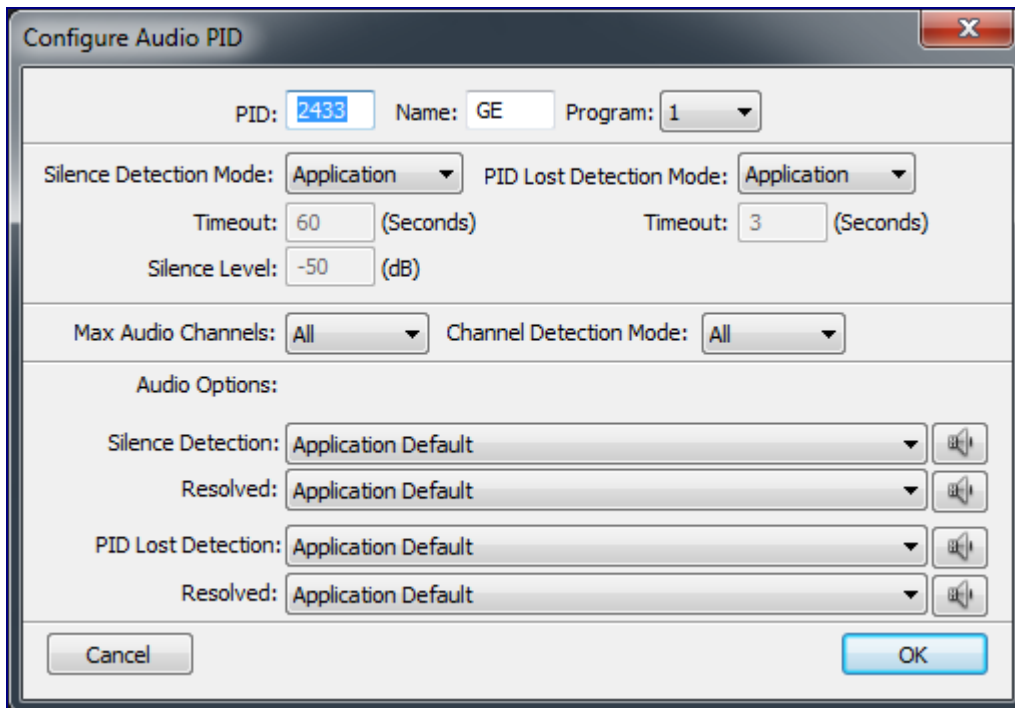 Configure Audio PID
PID: 2433 Name: GE Program: 1
Silence Detection Mode: Application PID Lost Detection Mode: Application
Timeout: 60 (Seconds) Timeout: 3 (Seconds)
Silence Level: -50 (dB)
Max Audio Channels: All Channel Detection Mode: All
Audio Options:
Silence Detection: Application Default
Resolved: Application Default
PID Lost Detection: Application Default
Resolved: Application Default
Cancel OK